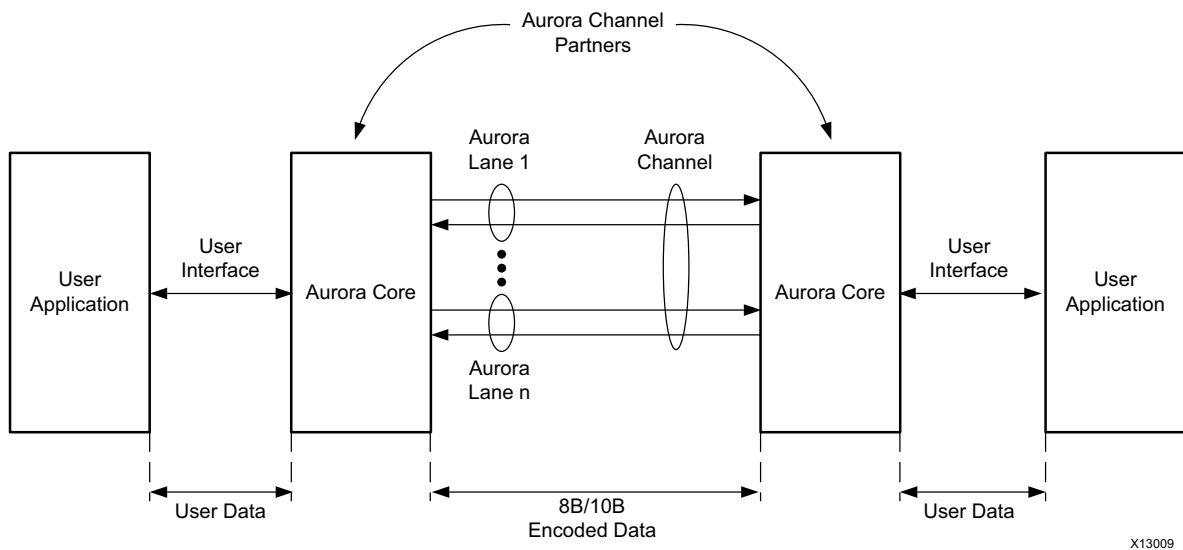 Aurora Channel
Partners
Aurora
Lane 1
Aurora
Channel
User
Interface
User
Interface
User
Application
Aurora Core
Aurora Core
User
Application
Aurora
Lane n
User Data
8B/10B
Encoded Data
User Data
X13009